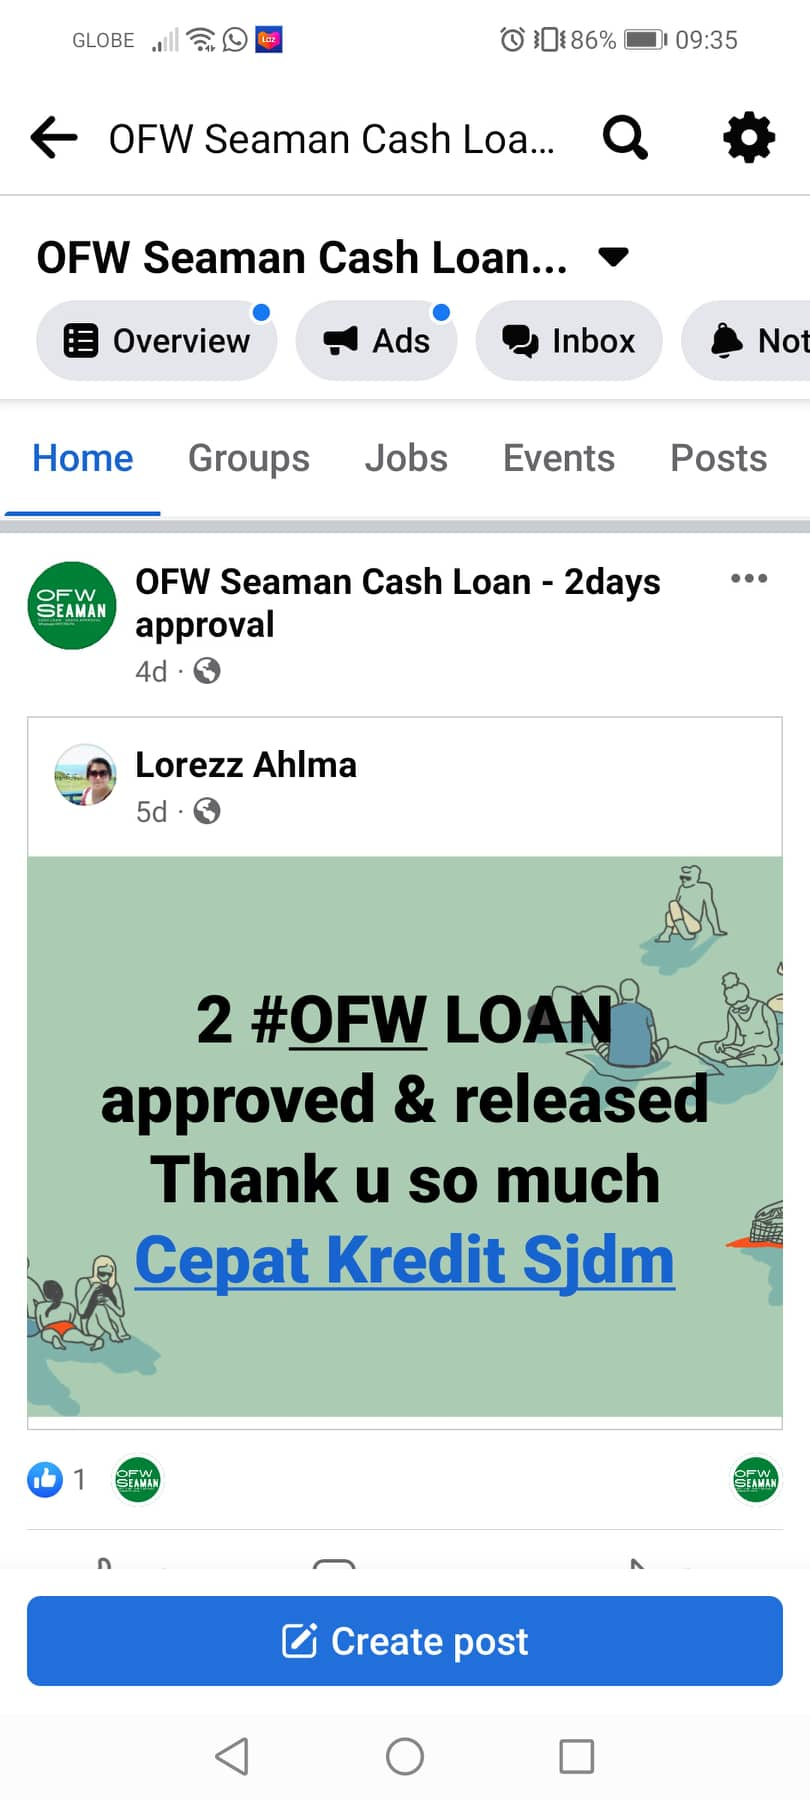 GLOBE 86% 09:35
OFW Seaman Cash Loa...
OFW Seaman Cash Loan...
Overview Ads Inbox Not
Home Groups Jobs Events Posts
OFW Seaman Cash Loan - 2days
approval
4d ·
OFW
SEAMAN
Lorezz Ahlma
5d ·
2 #OFW LOAN
approved & released
Thank u so much
Cepat Kredit Sjdm
1
OFW
SEAMAN
OFW
SEAMAN
Create post